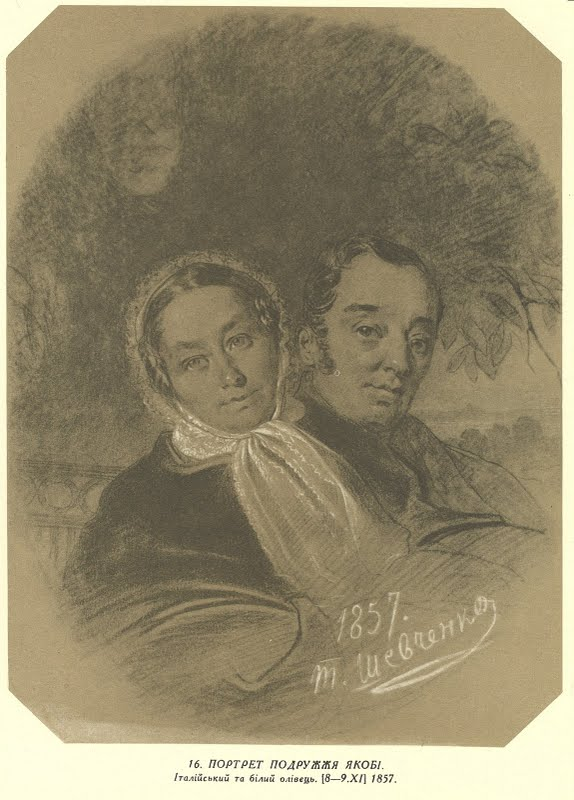 1857.
Т. Шевченко
16. ПОРТРЕТ ПОДРУЖЖЯ ЯКОБІ.
Італійський та білий олівець. [8—9.XI] 1857.